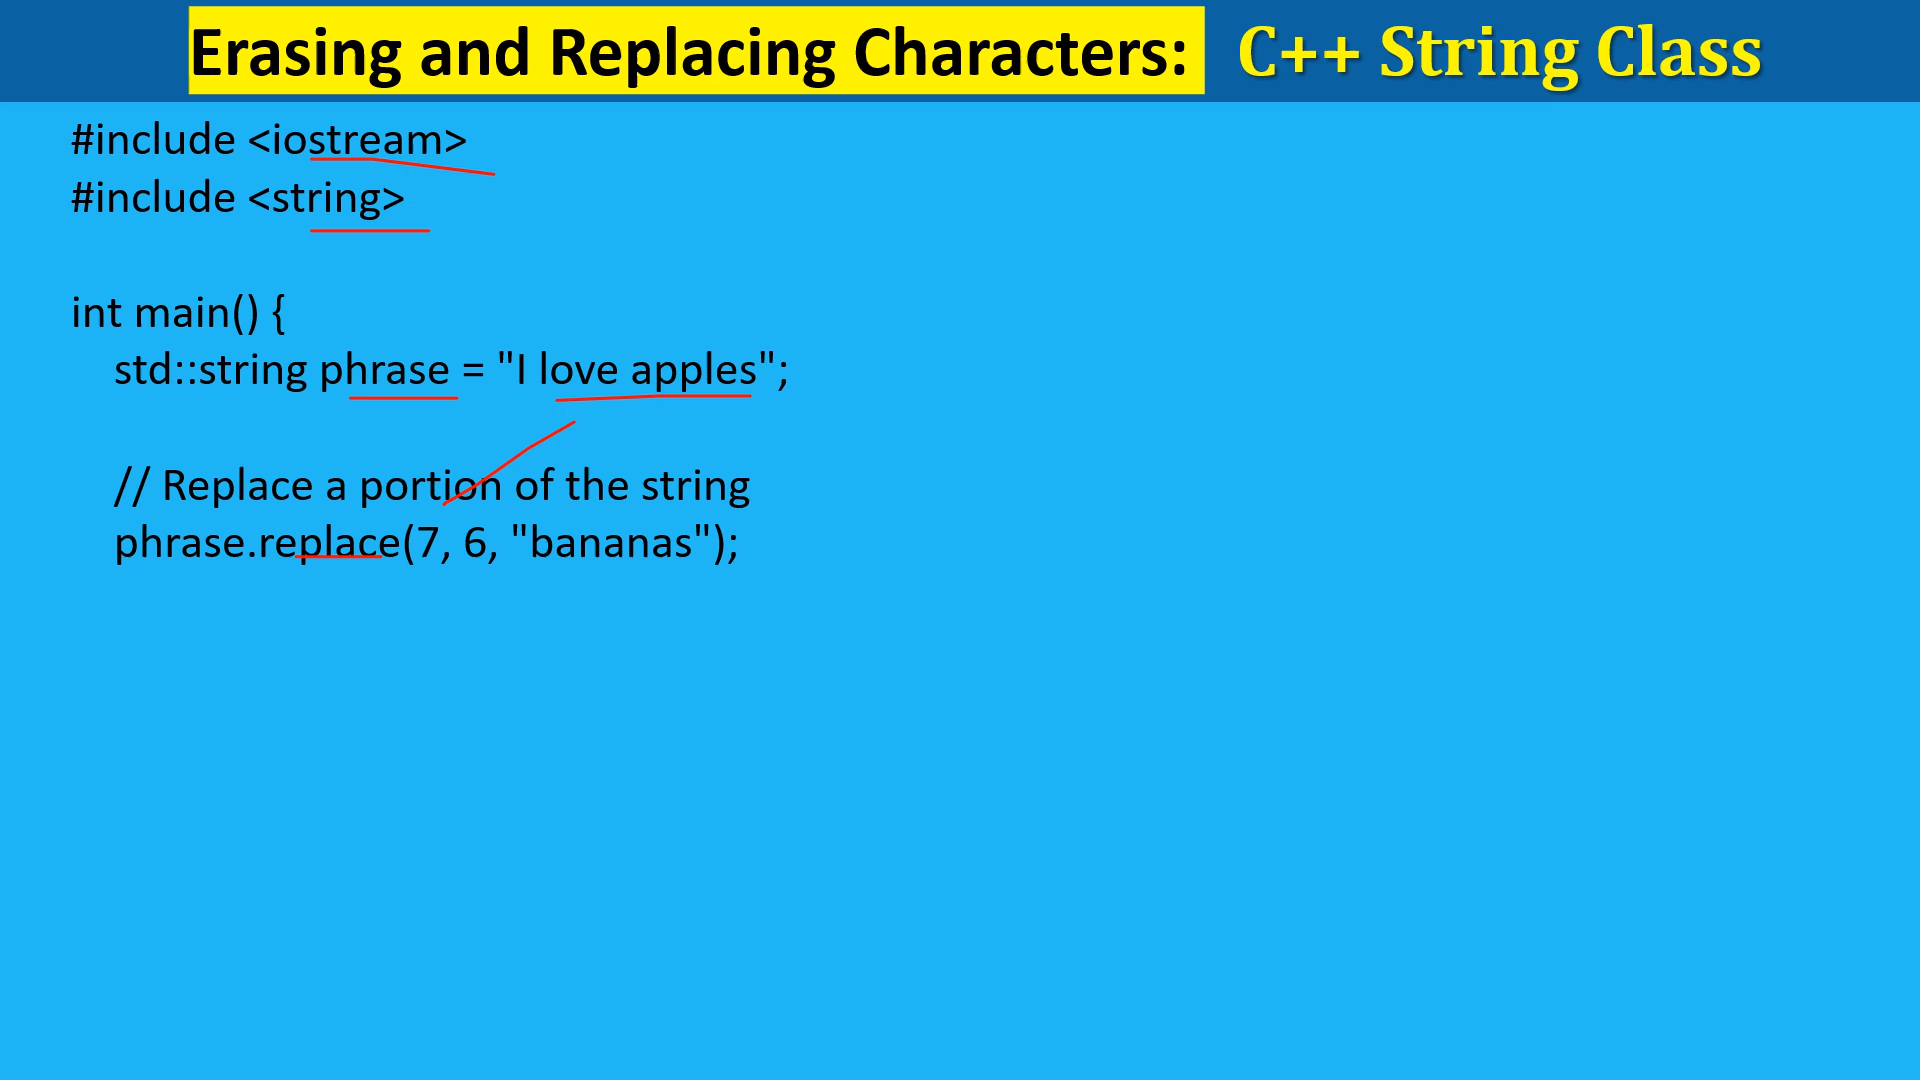 Erasing and Replacing Characters: C++ String Class
#include <iostream>
#include <string>
int main() {
std::string phrase = "I love apples";
// Replace a portion of the string
phrase.replace(7, 6, "bananas");